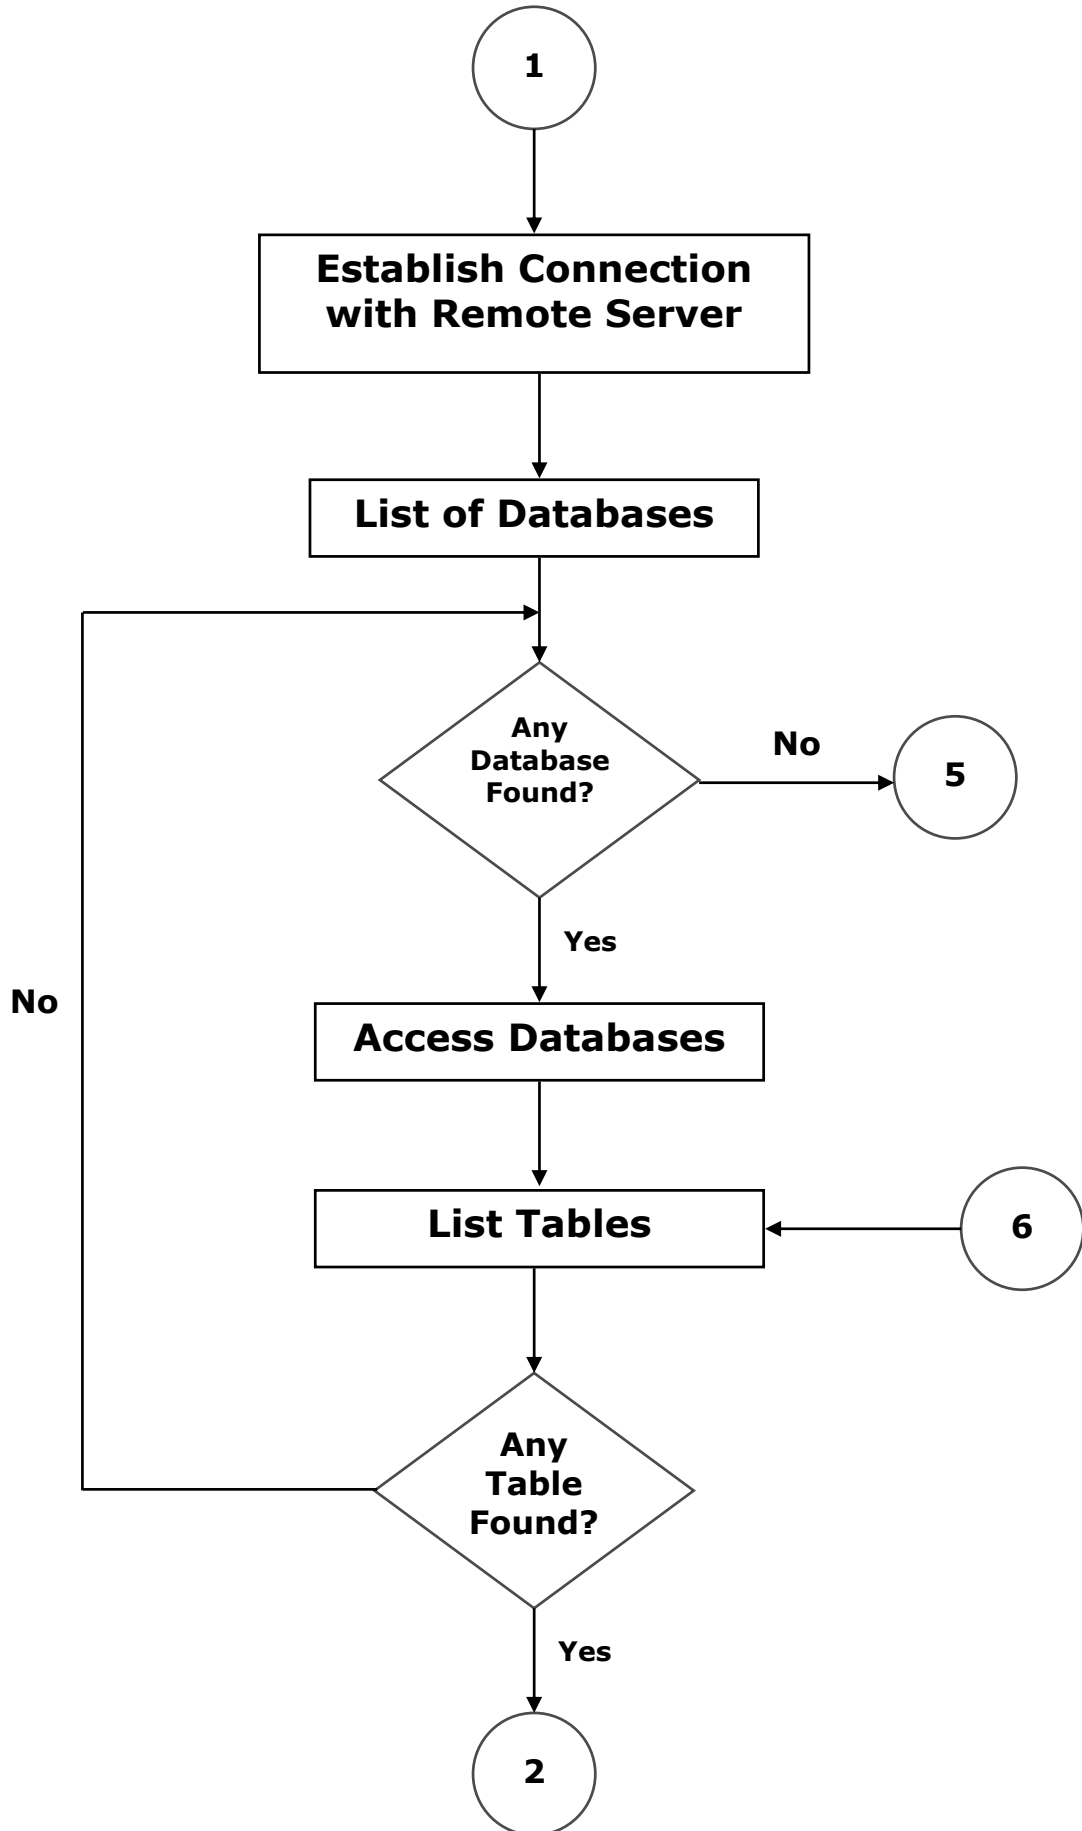 1
Establish Connection
with Remote Server
List of Databases
Any
Database
Found?
No
5
Yes
No
Access Databases
List Tables
6
Any
Table
Found?
Yes
2